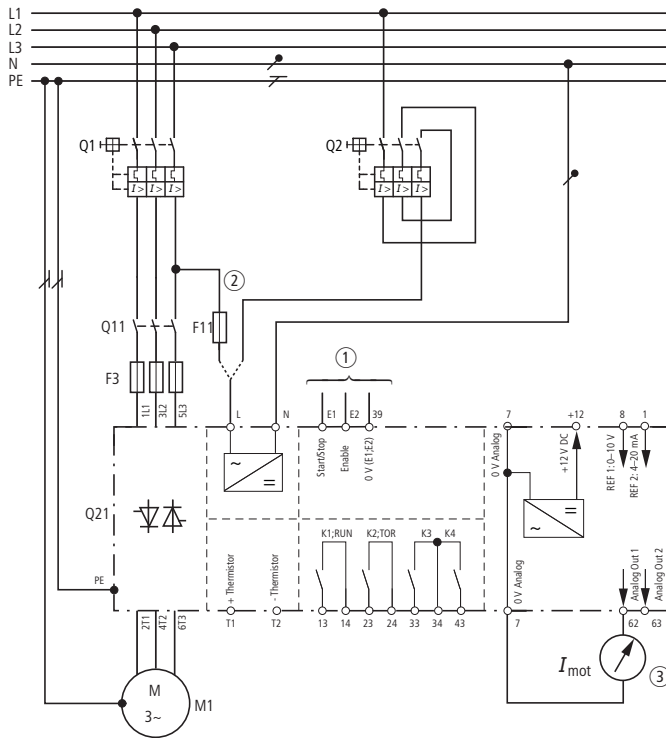 L1
L2
L3
N
PE
Q1
I> I> I>
Q2
I> I> I>
②
Q11
F11
F3
①
1L1 3L2 5L3
L N E1 E2 39 7 +12 8 1
~ =
Start/Stop
Enable
0 V (E1;E2)
0 V Analog
+12 V DC
REF 1: 0–10 V
REF 2: 4–20 mA
= ~
Q21
K1;RUN K2;TOR K3 K4
+ Thermistor
- Thermistor
0 V Analog
Analog Out 1
Analog Out 2
PE
2T1 4T2 6T3
T1 T2 13 14 23 24 33 34 43 7 62 63
I mot
③
M
3~
M1